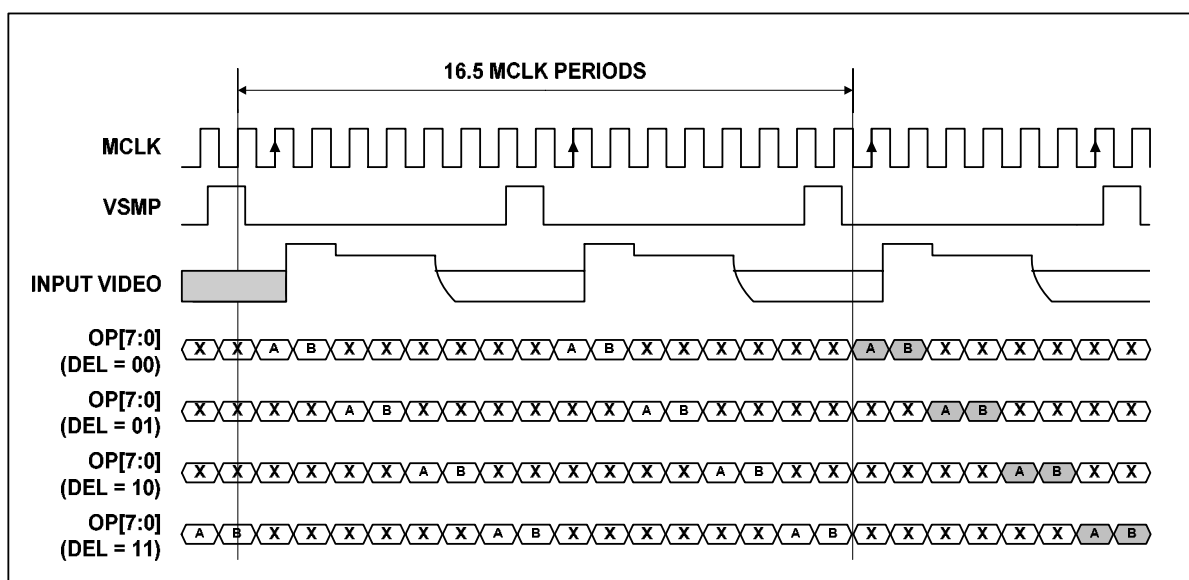 16.5 MCLK PERIODS
MCLK
VSMP
INPUT VIDEO
OP[7:0]
(DEL = 00)
X X A B X X X X X X A B X X X X X X A B X X X X X X
OP[7:0]
(DEL = 01)
X X X X A B X X X X X X A B X X X X X X A B X X X X
OP[7:0]
(DEL = 10)
X X X X X X A B X X X X X X A B X X X X X X A B X X
OP[7:0]
(DEL = 11)
A B X X X X X X A B X X X X X X A B X X X X X X A B